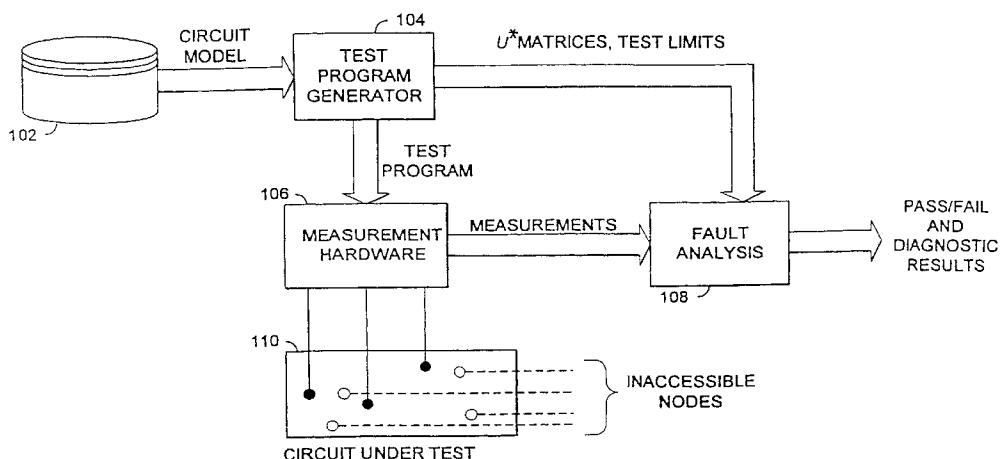 102
CIRCUIT
MODEL
104
TEST
PROGRAM
GENERATOR
U* MATRICES, TEST LIMITS
TEST
PROGRAM
106
MEASUREMENT
HARDWARE
MEASUREMENTS
FAULT
ANALYSIS
108
PASS/FAIL
AND
DIAGNOSTIC
RESULTS
110
INACCESSIBLE
NODES
CIRCUIT UNDER TEST